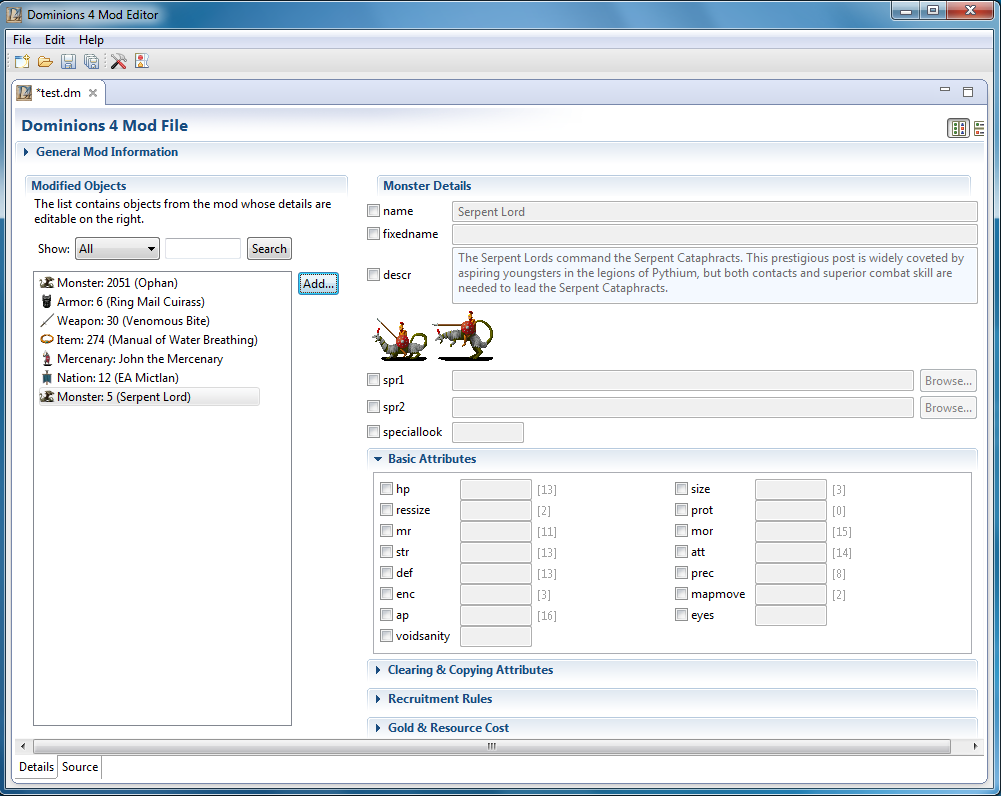 Dominions 4 Mod Editor
File Edit Help
*test.dm
Dominions 4 Mod File
General Mod Information
Modified Objects
The list contains objects from the mod whose details are
editable on the right.
Show: All Search
Monster: 2051 (Ophan)
Armor: 6 (Ring Mail Cuirass)
Weapon: 30 (Venomous Bite)
Item: 274 (Manual of Water Breathing)
Mercenary: John the Mercenary
Nation: 12 (EA Mictlan)
Monster: 5 (Serpent Lord)
Add...
Monster Details
name Serpent Lord
fixedname
descr
The Serpent Lords command the Serpent Cataphracts. This prestigious post is widely coveted by
aspiring youngsters in the legions of Pythium, but both contacts and superior combat skill are
needed to lead the Serpent Cataphracts.
spr1 Browse...
spr2 Browse...
speciallook
Basic Attributes
hp [13] size [3]
ressize [2] prot [0]
mr [11] mor [15]
str [13] att [14]
def [13] prec [8]
enc [3] mapmove [2]
ap [16] eyes
voidsanity
Clearing & Copying Attributes
Recruitment Rules
Gold & Resource Cost
Details Source